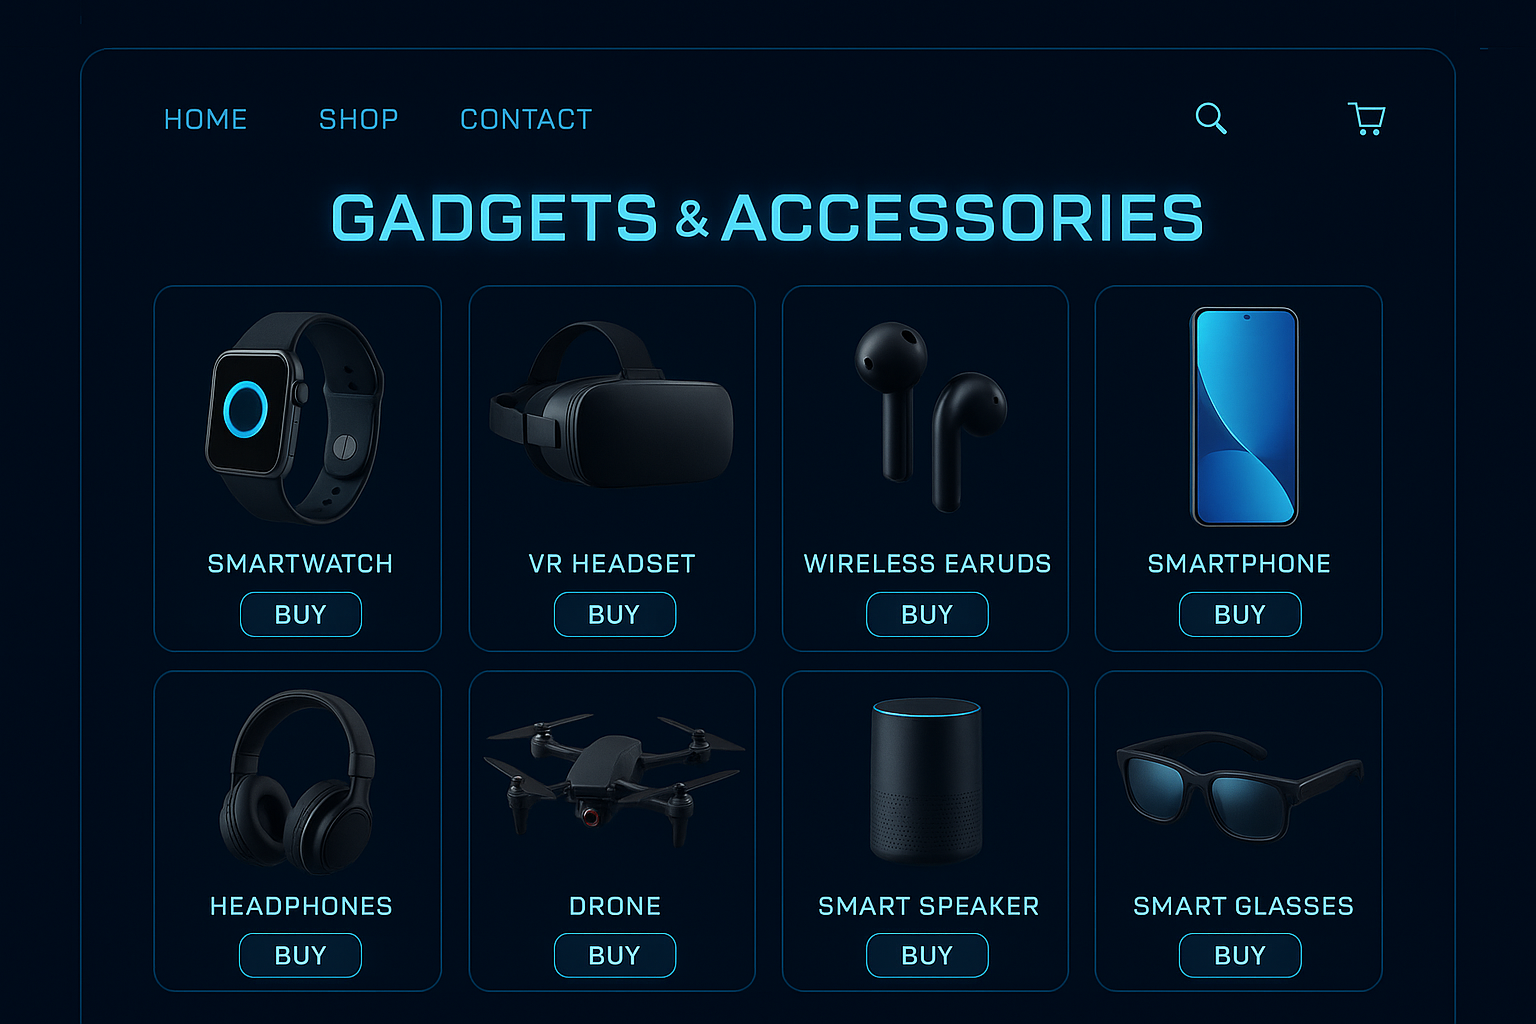 HOME SHOP CONTACT
GADGETS & ACCESSORIES
SMARTWATCH
BUY
VR HEADSET
BUY
WIRELESS EARUDS
BUY
SMARTPHONE
BUY
HEADPHONES
BUY
DRONE
BUY
SMART SPEAKER
BUY
SMART GLASSES
BUY